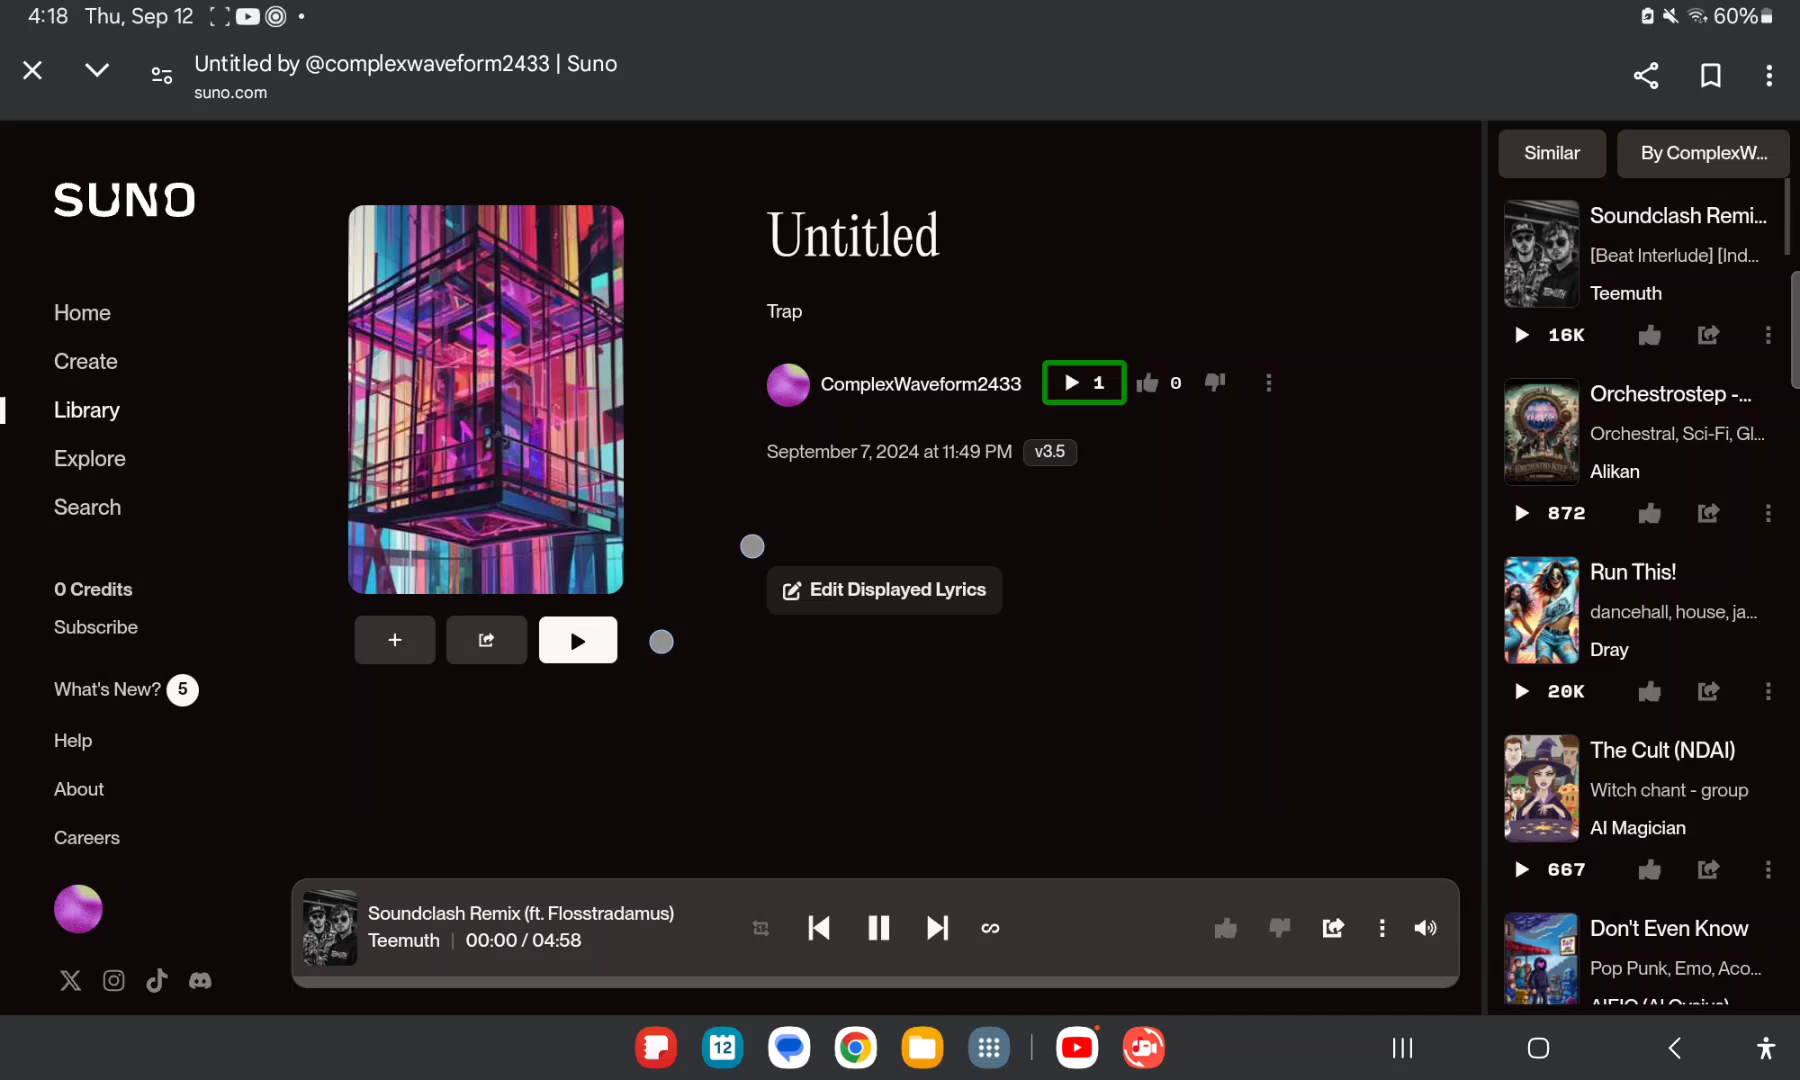 4:18 Thu, Sep 12
60%
Untitled by @complexwaveform2433 | Suno
suno.com
SUNO
Home
Create
Library
Explore
Search
0 Credits
Subscribe
What's New? 5
Help
About
Careers
Untitled
Trap
ComplexWaveform2433 1 0
September 7, 2024 at 11:49 PM v3.5
Edit Displayed Lyrics
Similar By ComplexW...
Soundclash Remi...
[Beat Interlude] [Ind...
Teemuth
16K
Orchestrostep -...
Orchestral, Sci-Fi, Gl...
Alikan
872
Run This!
dancehall, house, ja...
Dray
20K
The Cult (NDAI)
Witch chant - group
AI Magician
667
Don't Even Know
Pop Punk, Emo, Aco...
Soundclash Remix (ft. Flosstradamus)
Teemuth | 00:00 / 04:58
12